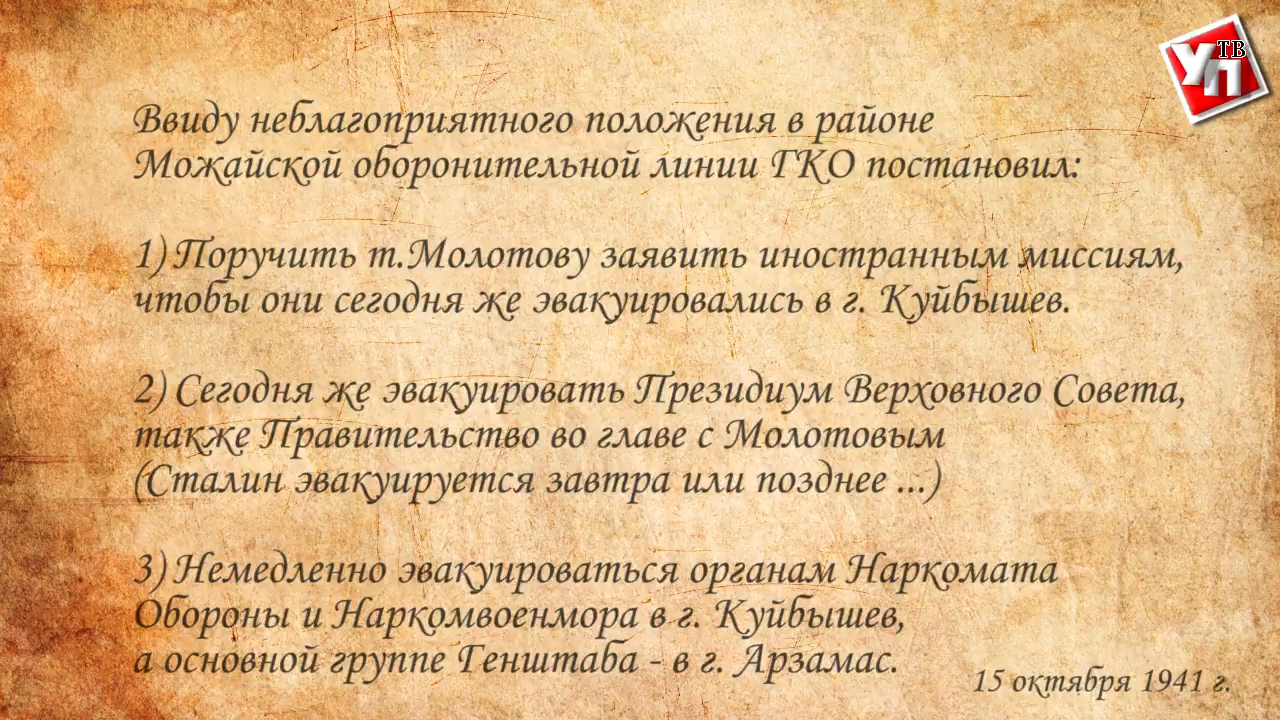 УП ТВ
Ввиду неблагоприятного положения в районе
Можайской оборонительной линии ГКО постановил:
1) Поручить т.Молотову заявить иностранным миссиям,
чтобы они сегодня же эвакуировались в г. Куйбышев.
2) Сегодня же эвакуировать Президиум Верховного Совета,
также Правительство во главе с Молотовым
(Сталин эвакуируется завтра или позднее ...)
3) Немедленно эвакуироваться органам Наркомата
Обороны и Наркомвоенмора в г. Куйбышев,
а основной группе Генштаба - в г. Арзамас.
15 октября 1941 г.